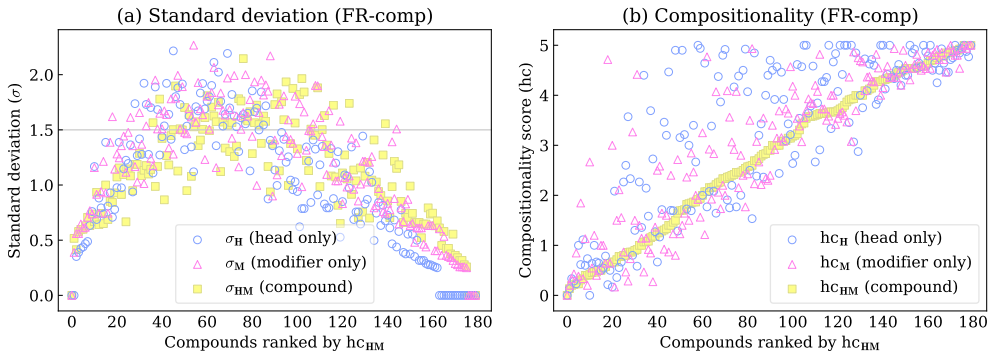 (a) Standard deviation (FR-comp)
Standard deviation (σ)
2.0
1.5
1.0
0.5
0.0
σH (head only)
σM (modifier only)
σHM (compound)
0 20 40 60 80 100 120 140 160 180
Compounds ranked by hcHM
(b) Compositionality (FR-comp)
Compositionality score (hc)
5
4
3
2
1
0
hcH (head only)
hcM (modifier only)
hcHM (compound)
0 20 40 60 80 100 120 140 160 180
Compounds ranked by hcHM